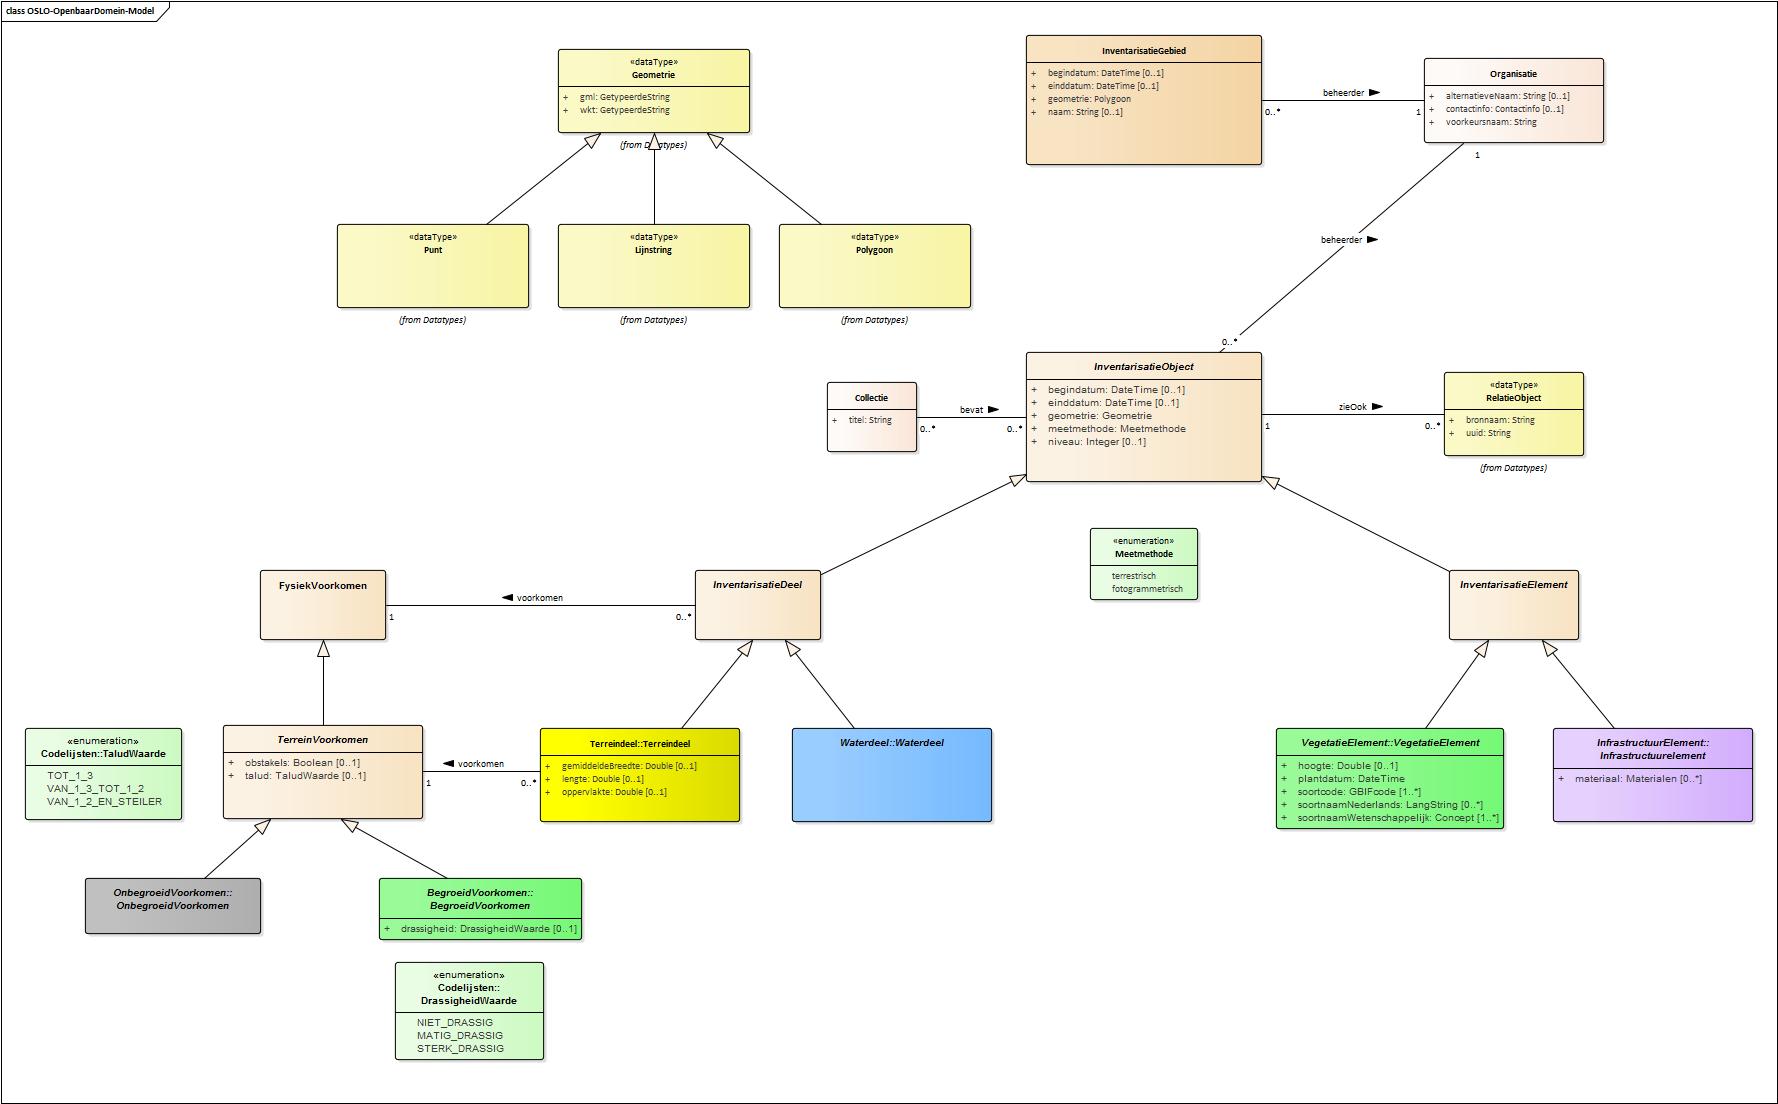 class OSLO-OpenbaarDomein-Model
«dataType»
Geometrie
+ gml: GetypeerdeString
+ wkt: GetypeerdeString
(from Datatypes)
«dataType»
Punt
(from Datatypes)
«dataType»
Lijnstring
(from Datatypes)
«dataType»
Polygoon
(from Datatypes)
InventarisatieGebied
+ begindatum: DateTime [0..1]
+ einddatum: DateTime [0..1]
+ geometrie: Polygoon
+ naam: String [0..1]
beheerder
0..*
1
Organisatie
+ alternatieveNaam: String [0..1]
+ contactinfo: Contactinfo [0..1]
+ voorkeursnaam: String
1
beheerder
0..*
Collectie
+ titel: String
bevat
0..*
0..*
InventarisatieObject
+ begindatum: DateTime [0..1]
+ einddatum: DateTime [0..1]
+ geometrie: Geometrie
+ meetmethode: Meetmethode
+ niveau: Integer [0..1]
zieOok
1
0..*
«dataType»
RelatieObject
+ bronnaam: String
+ uuid: String
(from Datatypes)
«enumeration»
Meetmethode
terrestrisch
fotogrammetrisch
FysiekVoorkomen
voorkomen
1
0..*
InventarisatieDeel
InventarisatieElement
«enumeration»
Codelijsten::TaludWaarde
TOT_1_3
VAN_1_3_TOT_1_2
VAN_1_2_EN_STEILER
TerreinVoorkomen
+ obstakels: Boolean [0..1]
+ talud: TaludWaarde [0..1]
voorkomen
1
0..*
Terreindeel::Terreindeel
+ gemiddeldeBreedte: Double [0..1]
+ lengte: Double [0..1]
+ oppervlakte: Double [0..1]
Waterdeel::Waterdeel
VegetatieElement::VegetatieElement
+ hoogte: Double [0..1]
+ plantdatum: DateTime
+ soortcode: GBIFcode [1..*]
+ soortnaamNederlands: LangString [0..*]
+ soortnaamWetenschappelijk: Concept [1..*]
InfrastructuurElement::
Infrastructuurelement
+ materiaal: Materialen [0..*]
OnbegroeidVoorkomen::
OnbegroeidVoorkomen
BegroeidVoorkomen::
BegroeidVoorkomen
+ drassigheid: DrassigheidWaarde [0..1]
«enumeration»
Codelijsten::
DrassigheidWaarde
NIET_DRASSIG
MATIG_DRASSIG
STERK_DRASSIG